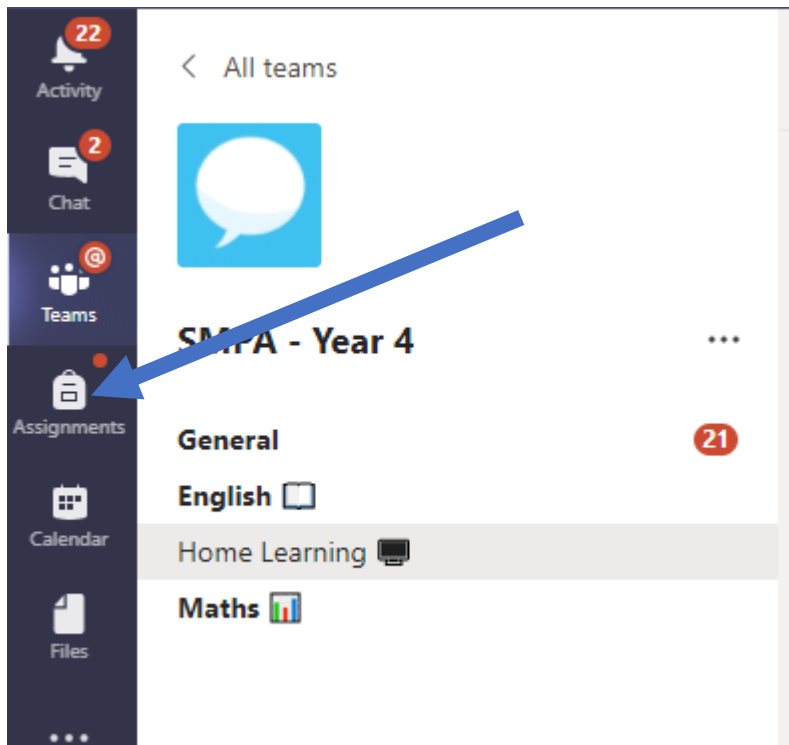 22
Activity
2
Chat
@
Teams
Assignments
Calendar
Files
< All teams
SMPA - Year 4 ...
General 21
English
Home Learning
Maths
...